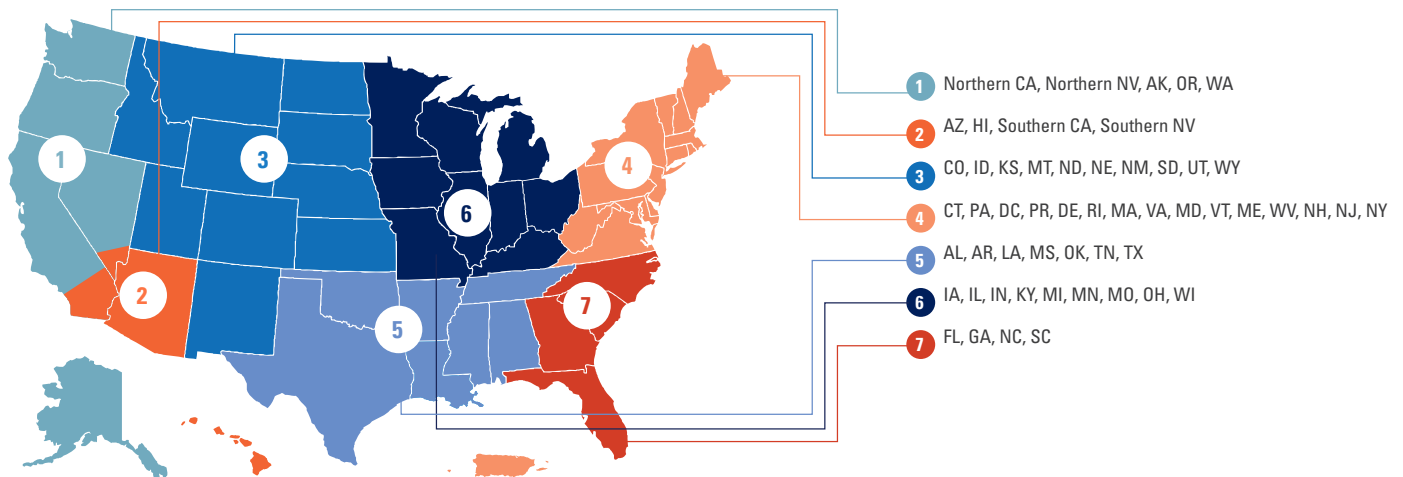 1
2
3
4
5
6
7
1 Northern CA, Northern NV, AK, OR, WA
2 AZ, HI, Southern CA, Southern NV
3 CO, ID, KS, MT, ND, NE, NM, SD, UT, WY
4 CT, PA, DC, PR, DE, RI, MA, VA, MD, VT, ME, WV, NH, NJ, NY
5 AL, AR, LA, MS, OK, TN, TX
6 IA, IL, IN, KY, MI, MN, MO, OH, WI
7 FL, GA, NC, SC